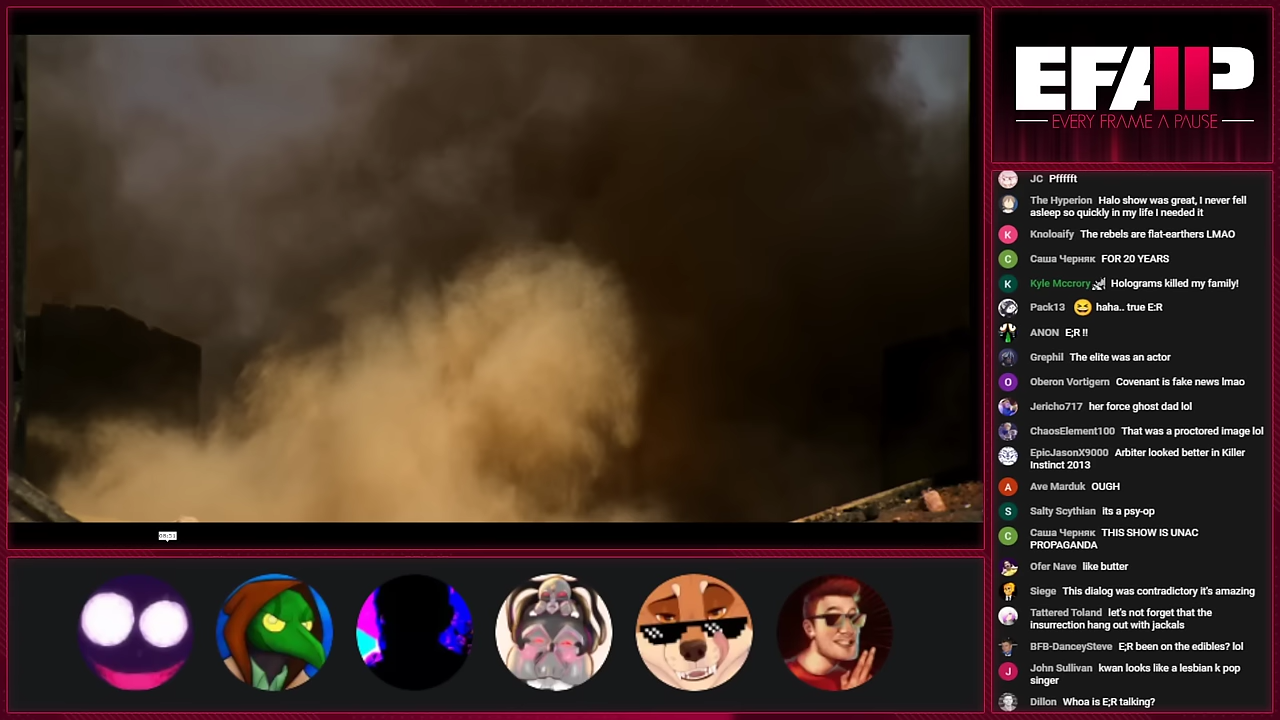 EFAP
EVERY FRAME A PAUSE
JC Pffffft
The Hyperion Halo show was great, I never fell
asleep so quickly in my life I needed it
K Knoloaify The rebels are flat-earthers LMAO
C Саша Черняк FOR 20 YEARS
K Kyle Mccrory Holograms killed my family!
Pack13 😆 haha.. true E:R
ANON E;R !!
Grephil The elite was an actor
O Oberon Vortigern Covenant is fake news lmao
Jericho717 her force ghost dad lol
ChaosElement100 That was a proctored image lol
EpicJasonX9000 Arbiter looked better in Killer
Instinct 2013
A Ave Marduk OUGH
S Salty Scythian its a psy-op
C Саша Черняк THIS SHOW IS UNAC
PROPAGANDA
Ofer Nave like butter
Siege This dialog was contradictory it's amazing
Tattered Toland let's not forget that the
insurrection hang out with jackals
BFB-DanceySteve E;R been on the edibles? lol
J John Sullivan kwan looks like a lesbian k pop
singer
Dillon Whoa is E;R talking?